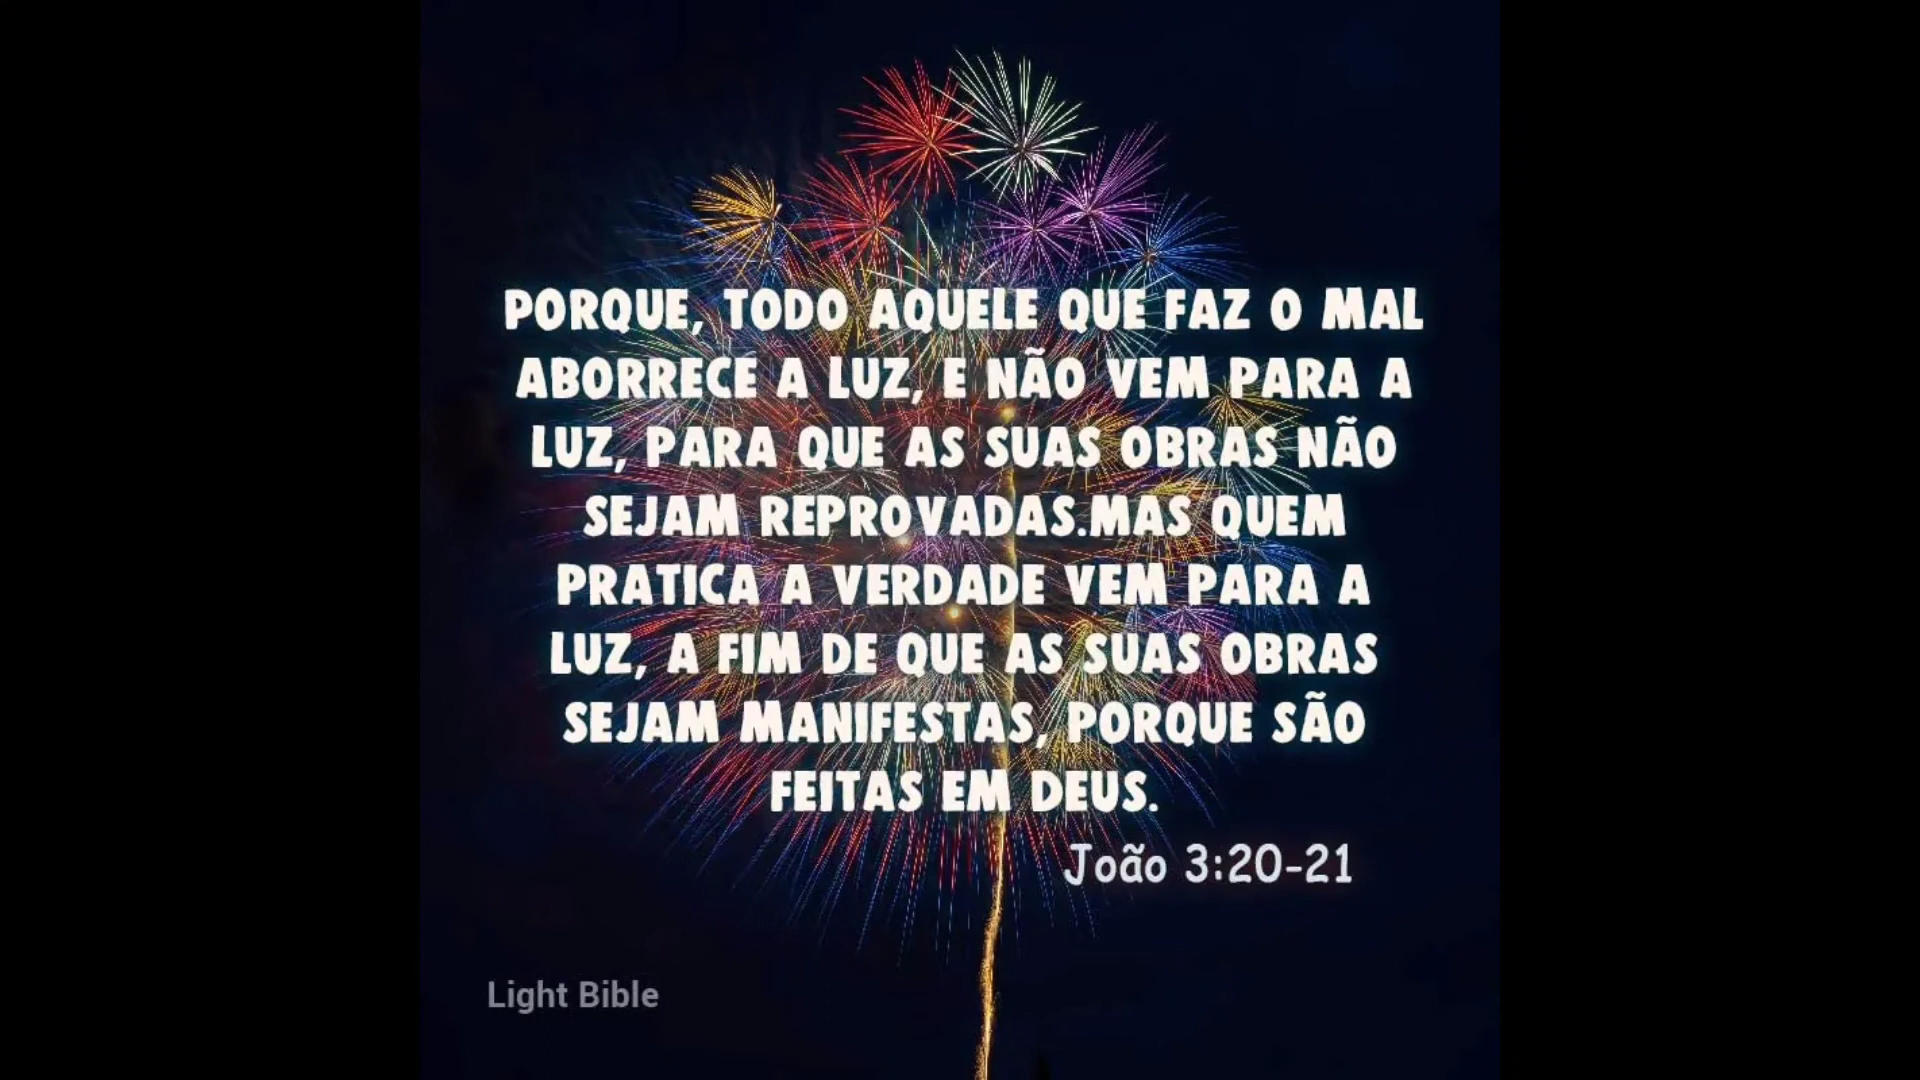 PORQUE, TODO AQUELE QUE FAZ O MAL
ABORRECE A LUZ, E NÃO VEM PARA A
LUZ, PARA QUE AS SUAS OBRAS NÃO
SEJAM REPROVADAS.MAS QUEM
PRATICA A VERDADE VEM PARA A
LUZ, A FIM DE QUE AS SUAS OBRAS
SEJAM MANIFESTAS, PORQUE SÃO
FEITAS EM DEUS.
João 3:20-21
Light Bible